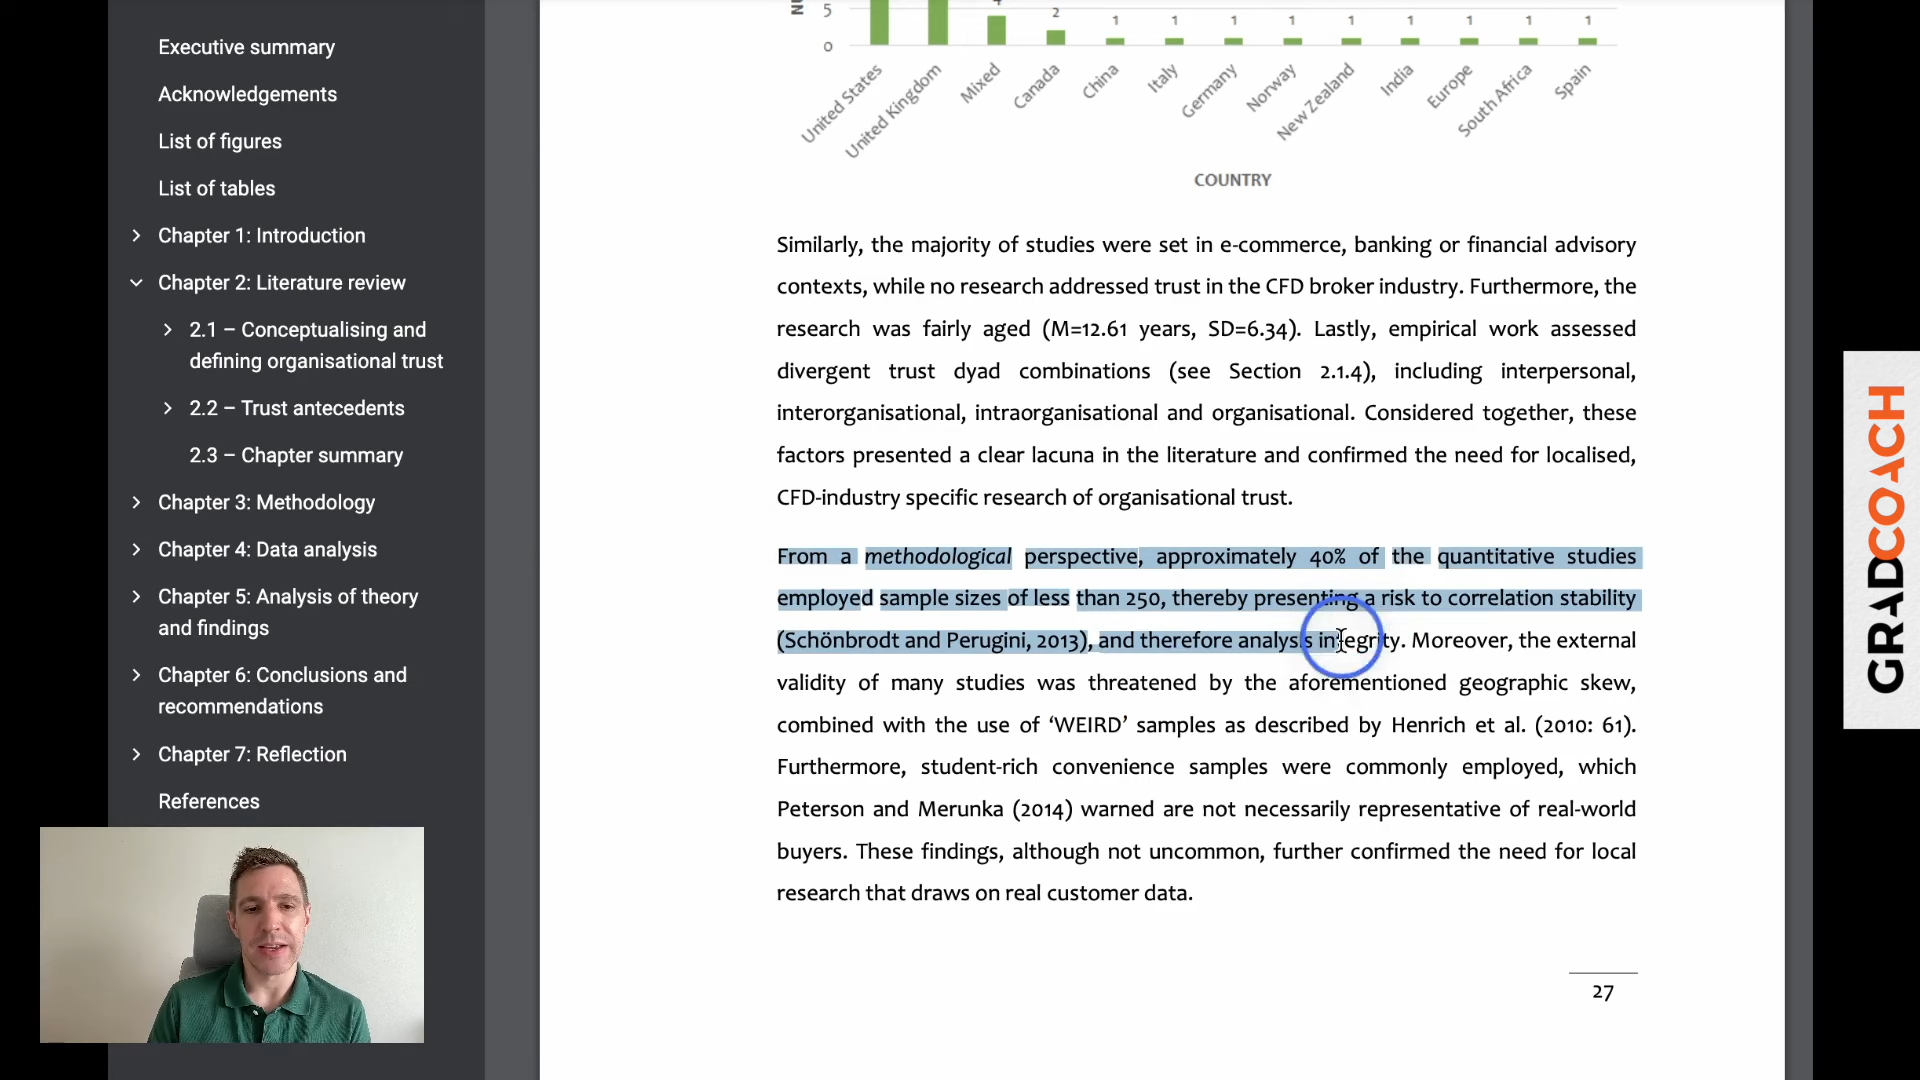 Executive summary
Acknowledgements
List of figures
List of tables
Chapter 1: Introduction
Chapter 2: Literature review
2.1 – Conceptualising and
defining organisational trust
2.2 – Trust antecedents
2.3 – Chapter summary
Chapter 3: Methodology
Chapter 4: Data analysis
Chapter 5: Analysis of theory
and findings
Chapter 6: Conclusions and
recommendations
Chapter 7: Reflection
References
5
0
2
1
1
1
1
1
1
1
1
1
United States
United Kingdom
Mixed
Canada
China
Italy
Germany
Norway
New Zealand
India
Europe
South Africa
Spain
COUNTRY
Similarly, the majority of studies were set in e-commerce, banking or financial advisory
contexts, while no research addressed trust in the CFD broker industry. Furthermore, the
research was fairly aged (M=12.61 years, SD=6.34). Lastly, empirical work assessed
divergent trust dyad combinations (see Section 2.1.4), including interpersonal,
interorganisational, intraorganisational and organisational. Considered together, these
factors presented a clear lacuna in the literature and confirmed the need for localised,
CFD-industry specific research of organisational trust.
From a methodological perspective, approximately 40% of the quantitative studies
employed sample sizes of less than 250, thereby presenting a risk to correlation stability
(Schönbrodt and Perugini, 2013), and therefore analysis integrity. Moreover, the external
validity of many studies was threatened by the aforementioned geographic skew,
combined with the use of ‘WEIRD’ samples as described by Henrich et al. (2010: 61).
Furthermore, student-rich convenience samples were commonly employed, which
Peterson and Merunka (2014) warned are not necessarily representative of real-world
buyers. These findings, although not uncommon, further confirmed the need for local
research that draws on real customer data.
27
GRADCOACH